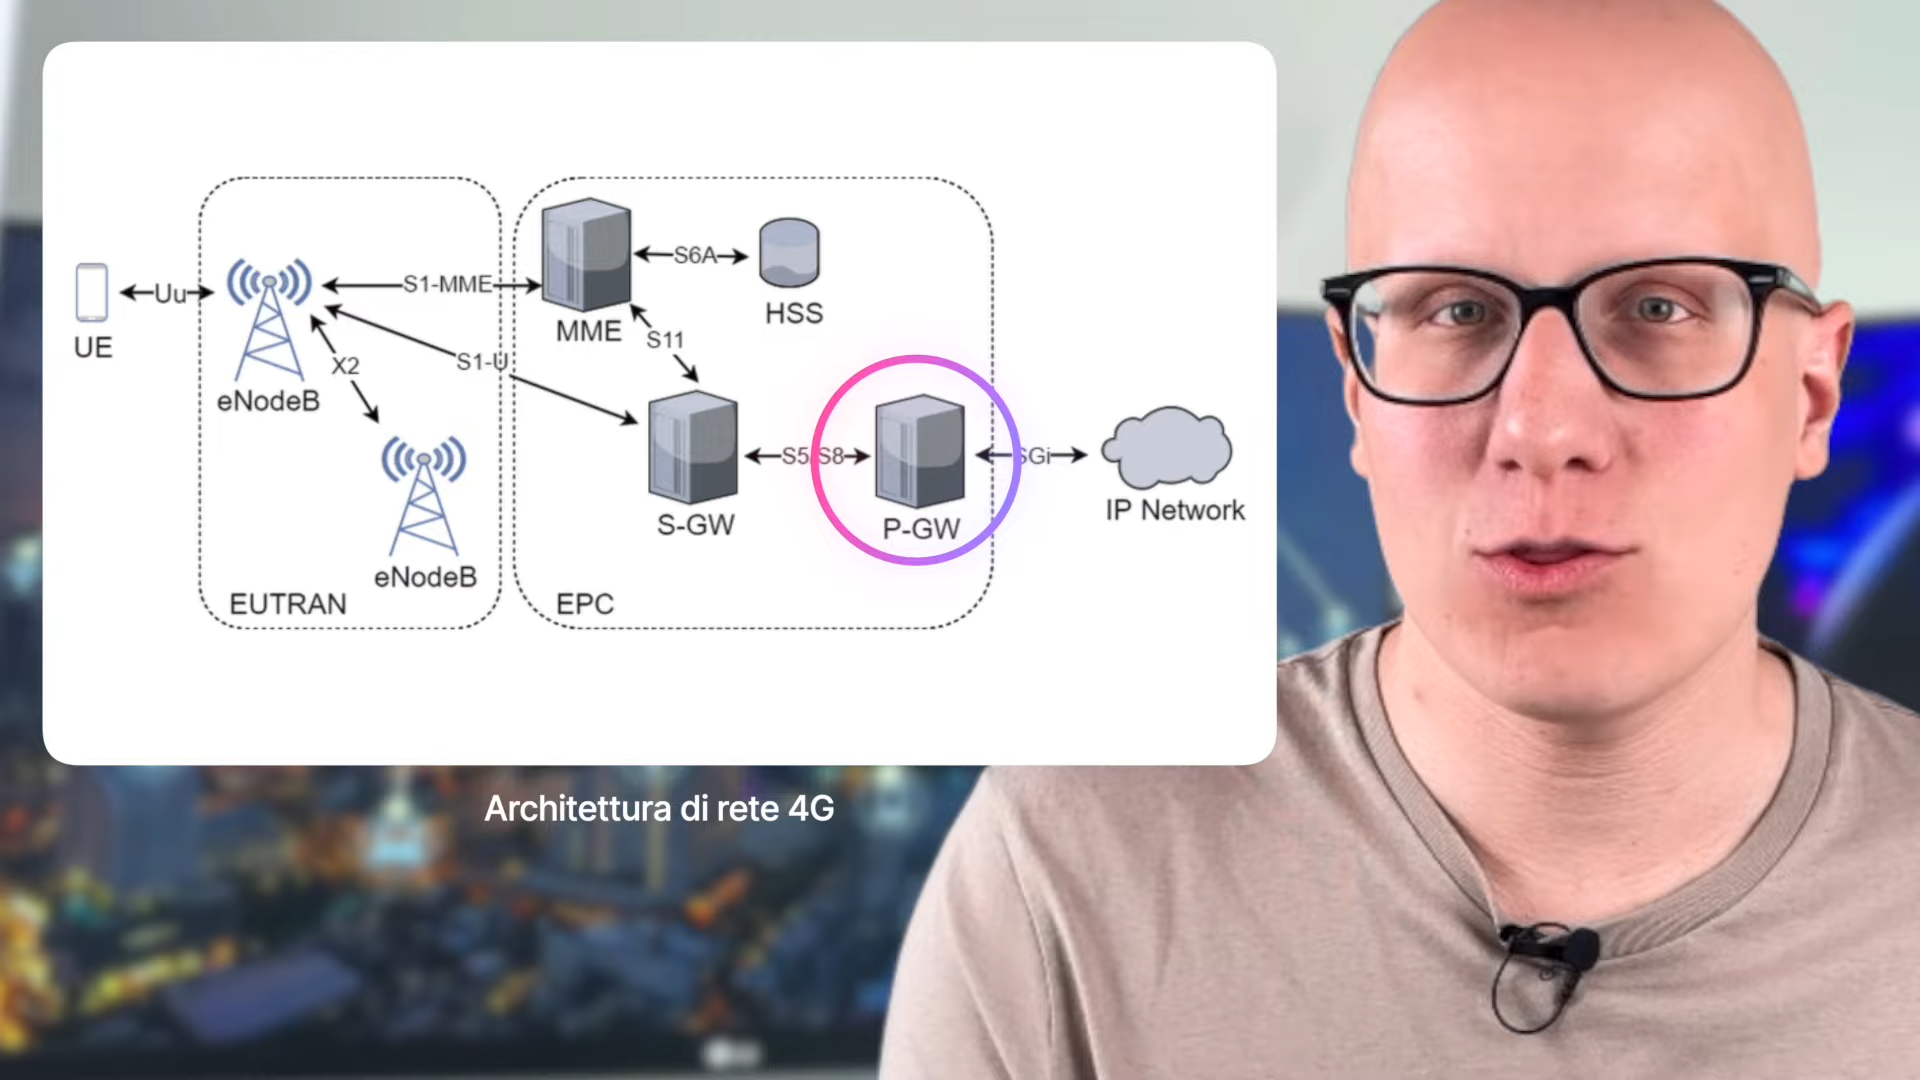 UE
Uu
eNodeB
S1-MME
X2
S1-U
eNodeB
EUTRAN
MME
S6A
HSS
S11
S-GW
S5/S8
P-GW
EPC
SGi
IP Network
Architettura di rete 4G